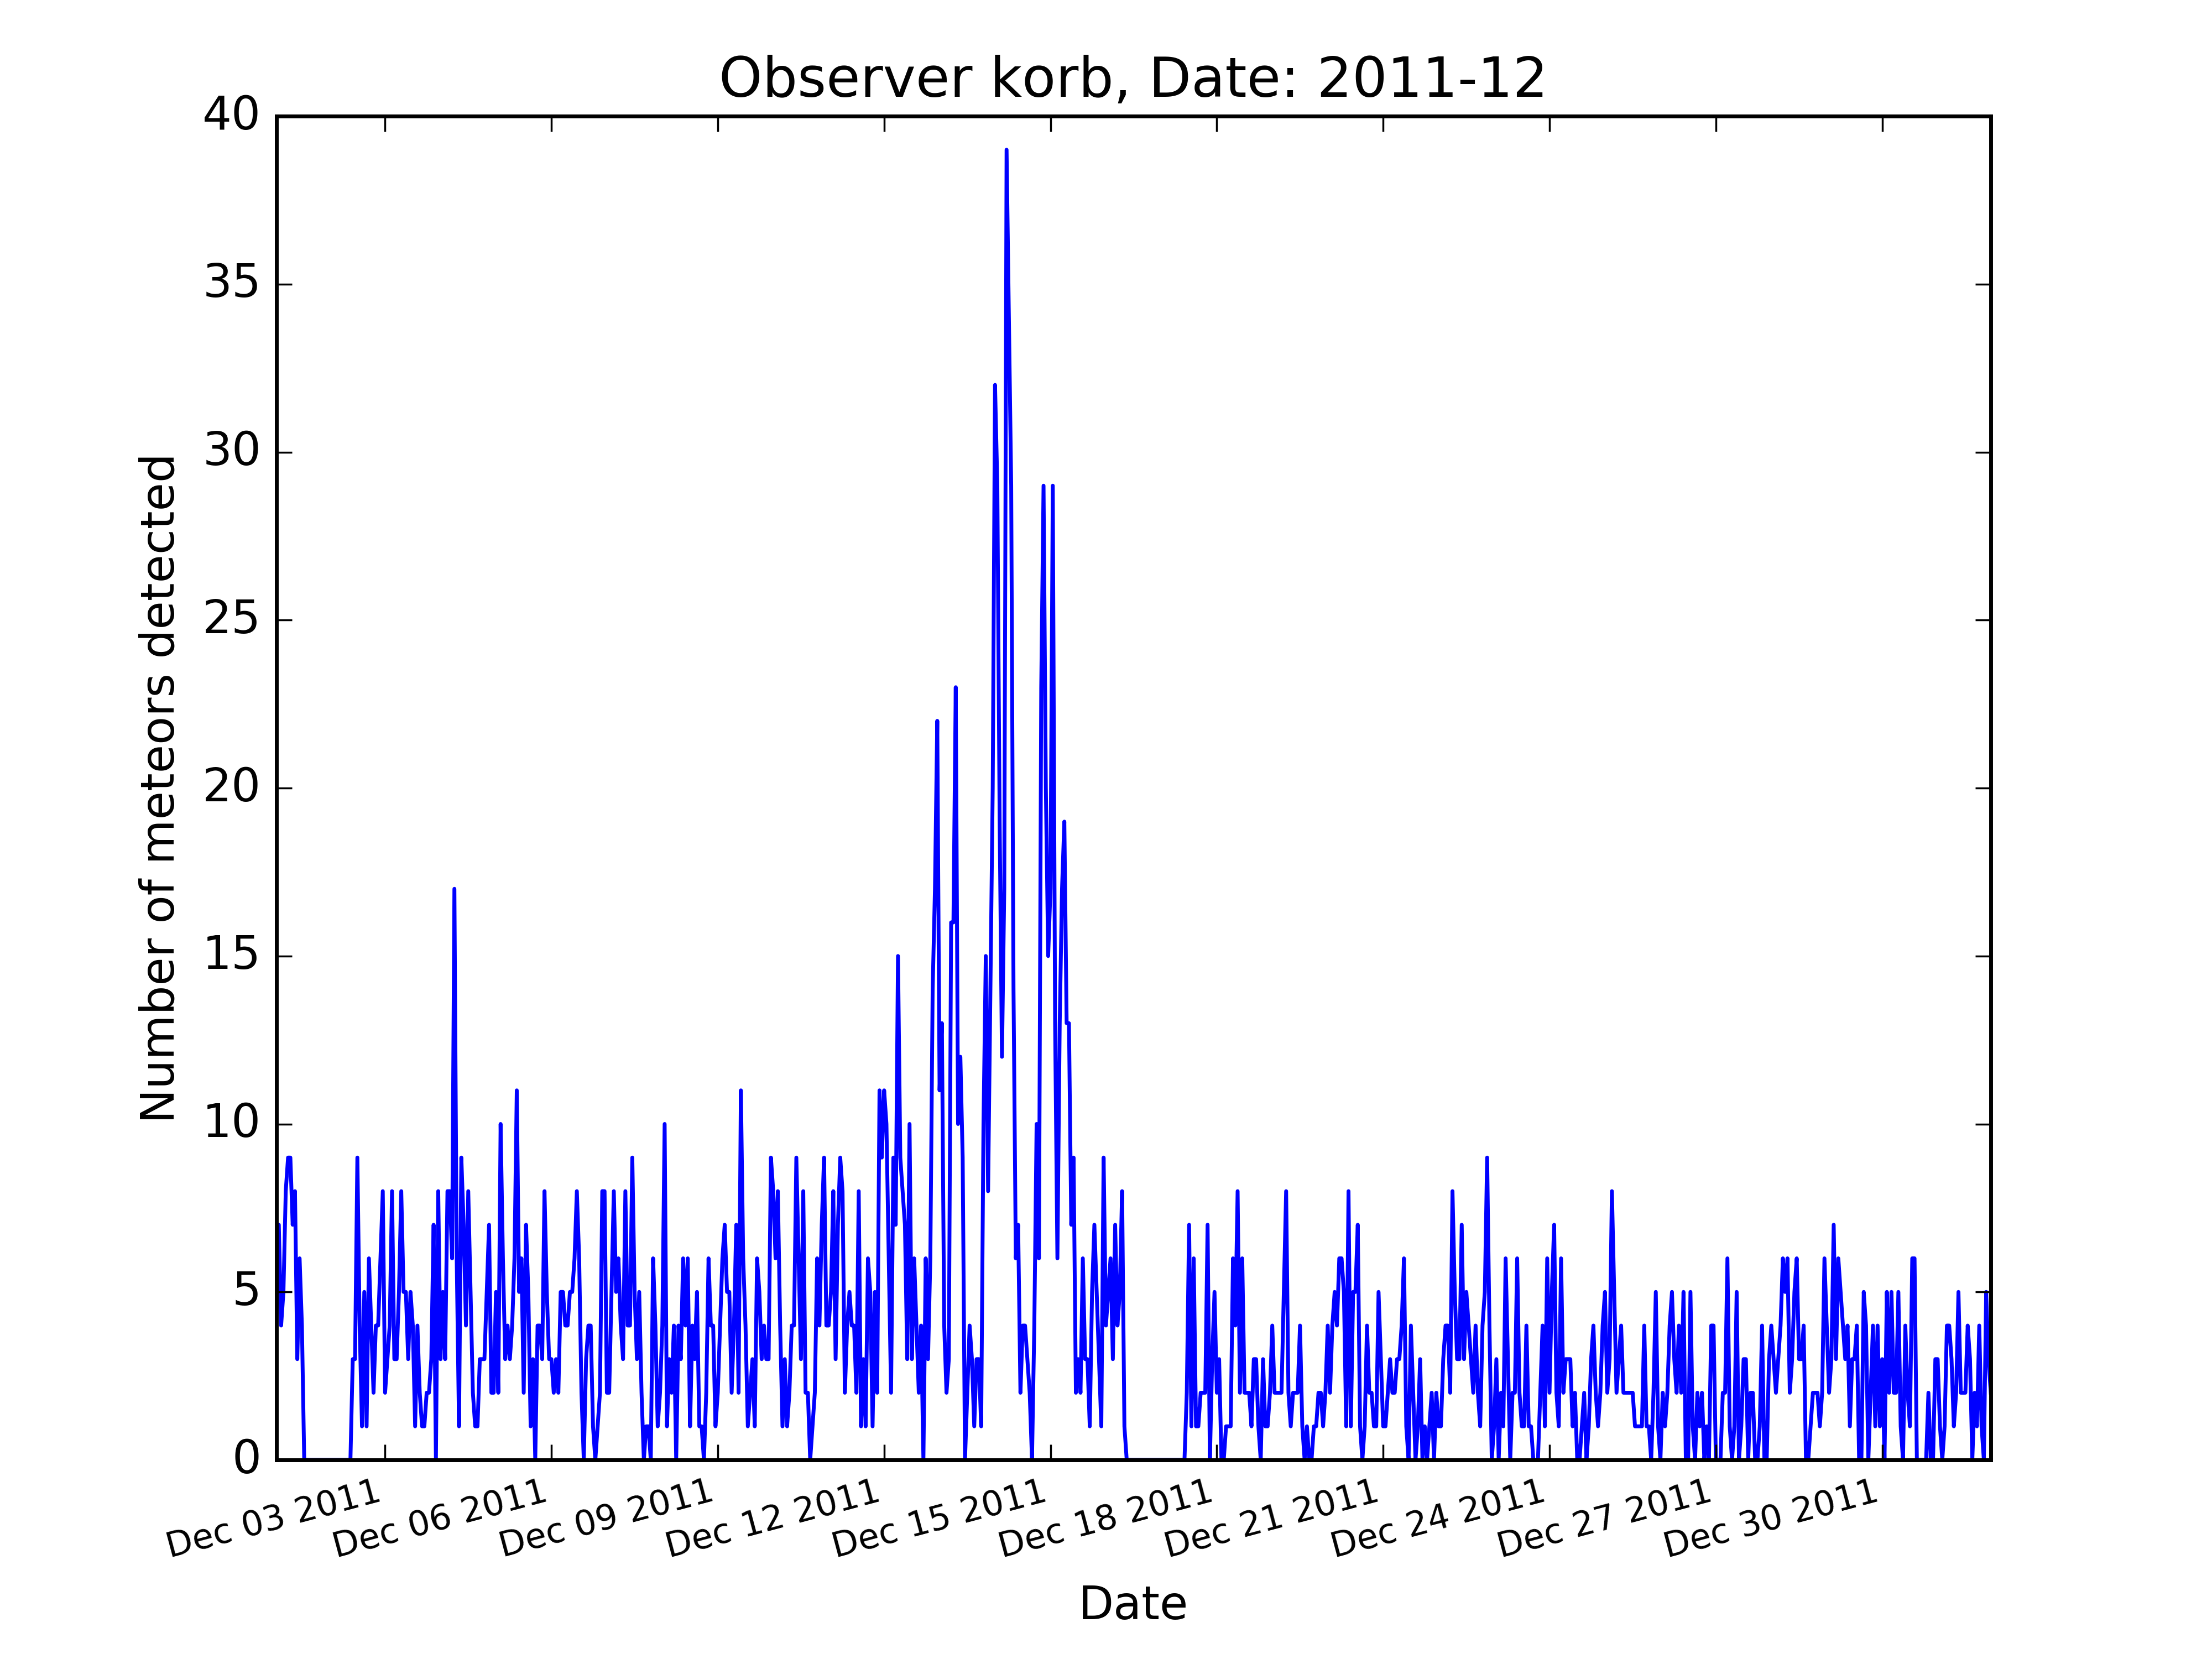 Observer korb, Date: 2011-12
40
35
30
25
20
15
10
5
0
Number of meteors detected
Dec 03 2011
Dec 06 2011
Dec 09 2011
Dec 12 2011
Dec 15 2011
Dec 18 2011
Dec 21 2011
Dec 24 2011
Dec 27 2011
Dec 30 2011
Date